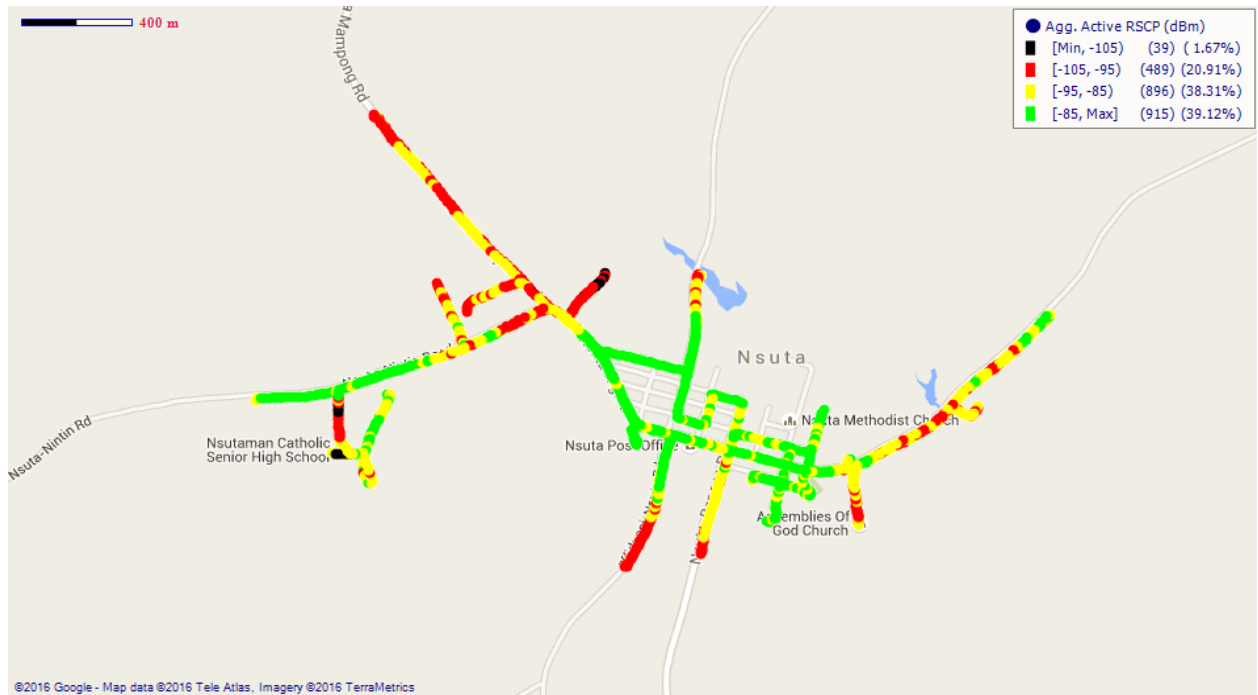 400 m
Agg. Active RSCP (dBm)
[Min, -105) (39) ( 1.67%)
[-105, -95) (489) (20.91%)
[-95, -85) (896) (38.31%)
[-85, Max] (915) (39.12%)
Mampong Rd
Nsuta
Nsuta Methodist Church
Nsuta-Nintin Rd
Nsutaman Catholic
Senior High School
Nsuta Post Office
Assemblies Of
God Church
©2016 Google - Map data ©2016 Tele Atlas, Imagery ©2016 TerraMetrics